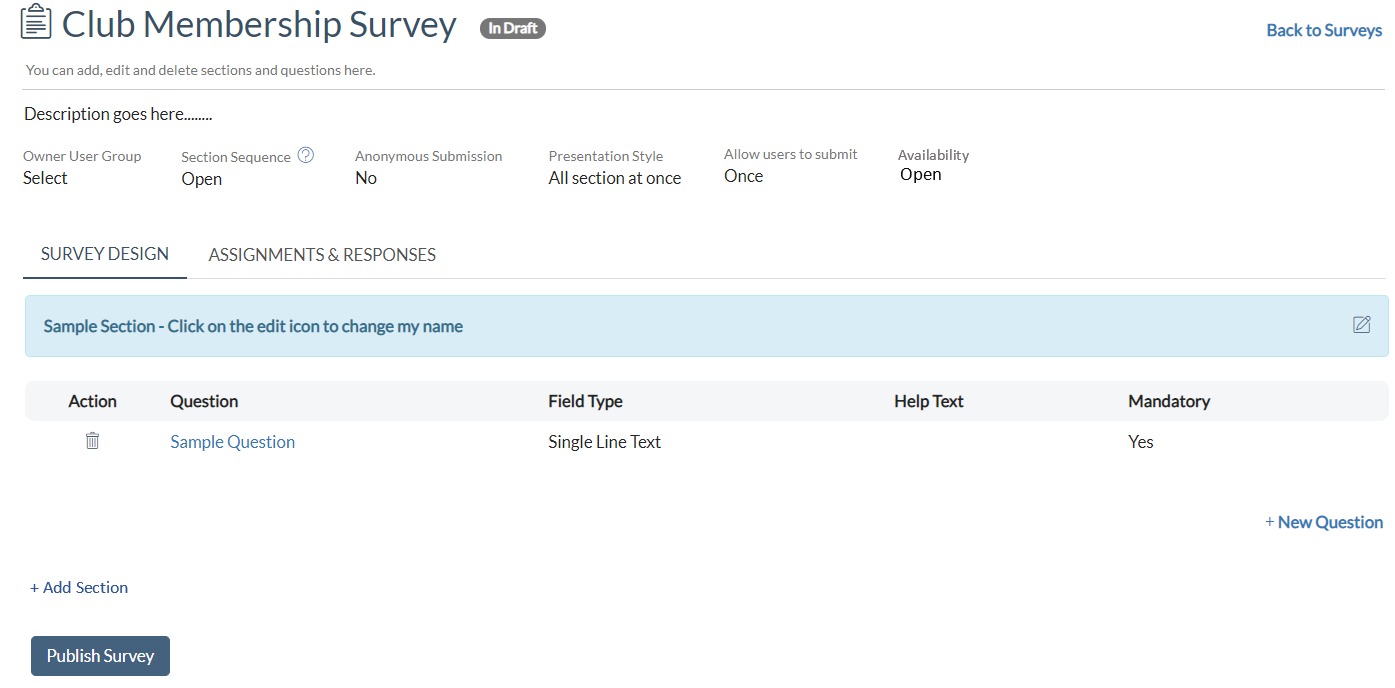 Club Membership Survey In Draft
Back to Surveys
You can add, edit and delete sections and questions here.
Description goes here........
Owner User Group Section Sequence ? Anonymous Submission Presentation Style Allow users to submit Availability
Select Open No All section at once Once Open
SURVEY DESIGN ASSIGNMENTS & RESPONSES
Sample Section - Click on the edit icon to change my name
Action Question Field Type Help Text Mandatory
Sample Question Single Line Text Yes
+ New Question
+ Add Section
Publish Survey